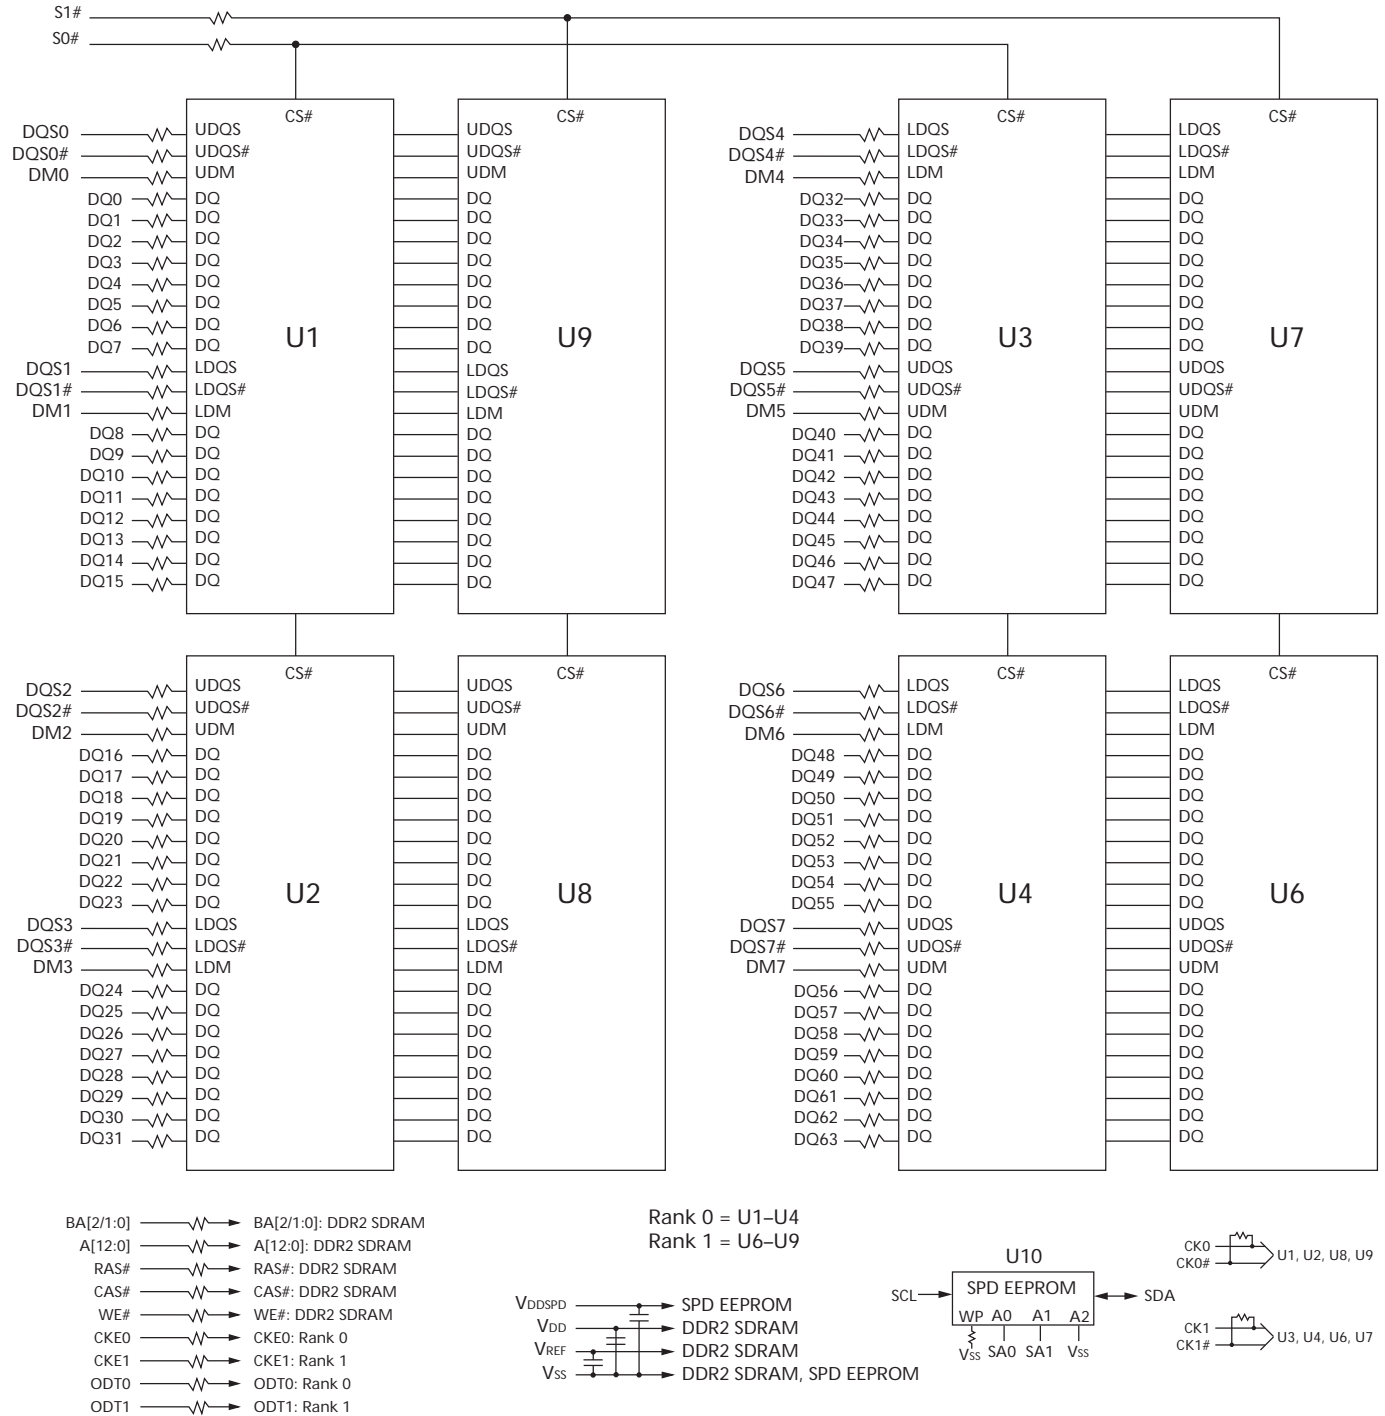 S1#
S0#
CS# CS# CS# CS#
DQS0 UDQS UDQS DQS4 LDQS LDQS
DQS0# UDQS# UDQS# DQS4# LDQS# LDQS#
DM0 UDM UDM DM4 LDM LDM
DQ0 DQ DQ DQ32 DQ DQ
DQ1 DQ DQ DQ33 DQ DQ
DQ2 DQ DQ DQ34 DQ DQ
DQ3 DQ DQ DQ35 DQ DQ
DQ4 DQ DQ DQ36 DQ DQ
DQ5 DQ DQ DQ37 DQ DQ
DQ6 DQ DQ DQ38 DQ DQ
U1 U9 U3 U7
DQ7 DQ DQ DQ39 DQ DQ
DQS1 LDQS LDQS DQS5 UDQS UDQS
DQS1# LDQS# LDQS# DQS5# UDQS# UDQS#
DM1 LDM LDM DM5 UDM UDM
DQ8 DQ DQ DQ40 DQ DQ
DQ9 DQ DQ DQ41 DQ DQ
DQ10 DQ DQ DQ42 DQ DQ
DQ11 DQ DQ DQ43 DQ DQ
DQ12 DQ DQ DQ44 DQ DQ
DQ13 DQ DQ DQ45 DQ DQ
DQ14 DQ DQ DQ46 DQ DQ
DQ15 DQ DQ DQ47 DQ DQ
CS# CS# CS# CS#
DQS2 UDQS UDQS DQS6 LDQS LDQS
DQS2# UDQS# UDQS# DQS6# LDQS# LDQS#
DM2 UDM UDM DM6 LDM LDM
DQ16 DQ DQ DQ48 DQ DQ
DQ17 DQ DQ DQ49 DQ DQ
DQ18 DQ DQ DQ50 DQ DQ
DQ19 DQ DQ DQ51 DQ DQ
DQ20 DQ DQ DQ52 DQ DQ
DQ21 DQ DQ DQ53 DQ DQ
DQ22 DQ DQ DQ54 DQ DQ
U2 U8 U4 U6
DQ23 DQ DQ DQ55 DQ DQ
DQS3 LDQS LDQS DQS7 UDQS UDQS
DQS3# LDQS# LDQS# DQS7# UDQS# UDQS#
DM3 LDM LDM DM7 UDM UDM
DQ24 DQ DQ DQ56 DQ DQ
DQ25 DQ DQ DQ57 DQ DQ
DQ26 DQ DQ DQ58 DQ DQ
DQ27 DQ DQ DQ59 DQ DQ
DQ28 DQ DQ DQ60 DQ DQ
DQ29 DQ DQ DQ61 DQ DQ
DQ30 DQ DQ DQ62 DQ DQ
DQ31 DQ DQ DQ63 DQ DQ
BA[2/1:0] BA[2/1:0]: DDR2 SDRAM
A[12:0] A[12:0]: DDR2 SDRAM
RAS# RAS#: DDR2 SDRAM
CAS# CAS#: DDR2 SDRAM
WE# WE#: DDR2 SDRAM
CKE0 CKE0: Rank 0
CKE1 CKE1: Rank 1
ODT0 ODT0: Rank 0
ODT1 ODT1: Rank 1
Rank 0 = U1–U4
Rank 1 = U6–U9
VDDSPD SPD EEPROM
VDD DDR2 SDRAM
VREF DDR2 SDRAM
VSS DDR2 SDRAM, SPD EEPROM
U10
SCL SPD EEPROM SDA
WP A0 A1 A2
VSS SA0 SA1 VSS
CK0
CK0# U1, U2, U8, U9
CK1
CK1# U3, U4, U6, U7